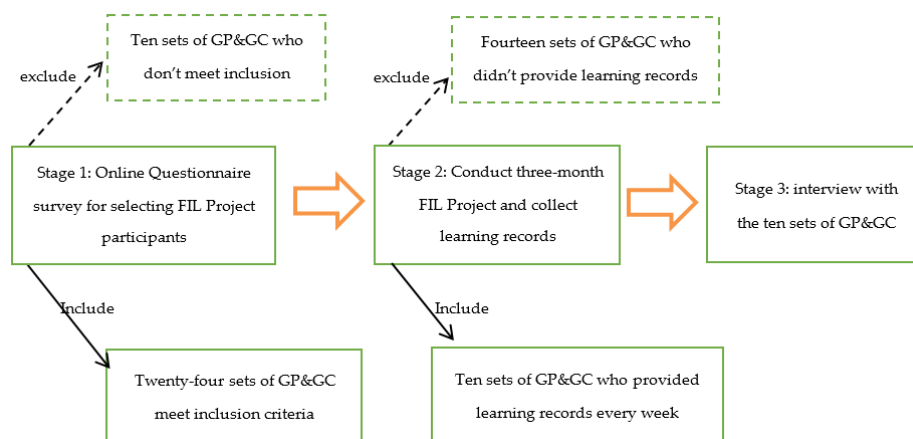 Ten sets of GP&GC who
don't meet inclusion
Fourteen sets of GP&GC who
didn't provide learning records
exclude
exclude
Stage 1: Online Questionnaire
survey for selecting FIL Project
participants
Stage 2: Conduct three-month
FIL Project and collect
learning records
Stage 3: interview with
the ten sets of GP&GC
Include
Include
Twenty-four sets of GP&GC
meet inclusion criteria
Ten sets of GP&GC who provided
learning records every week